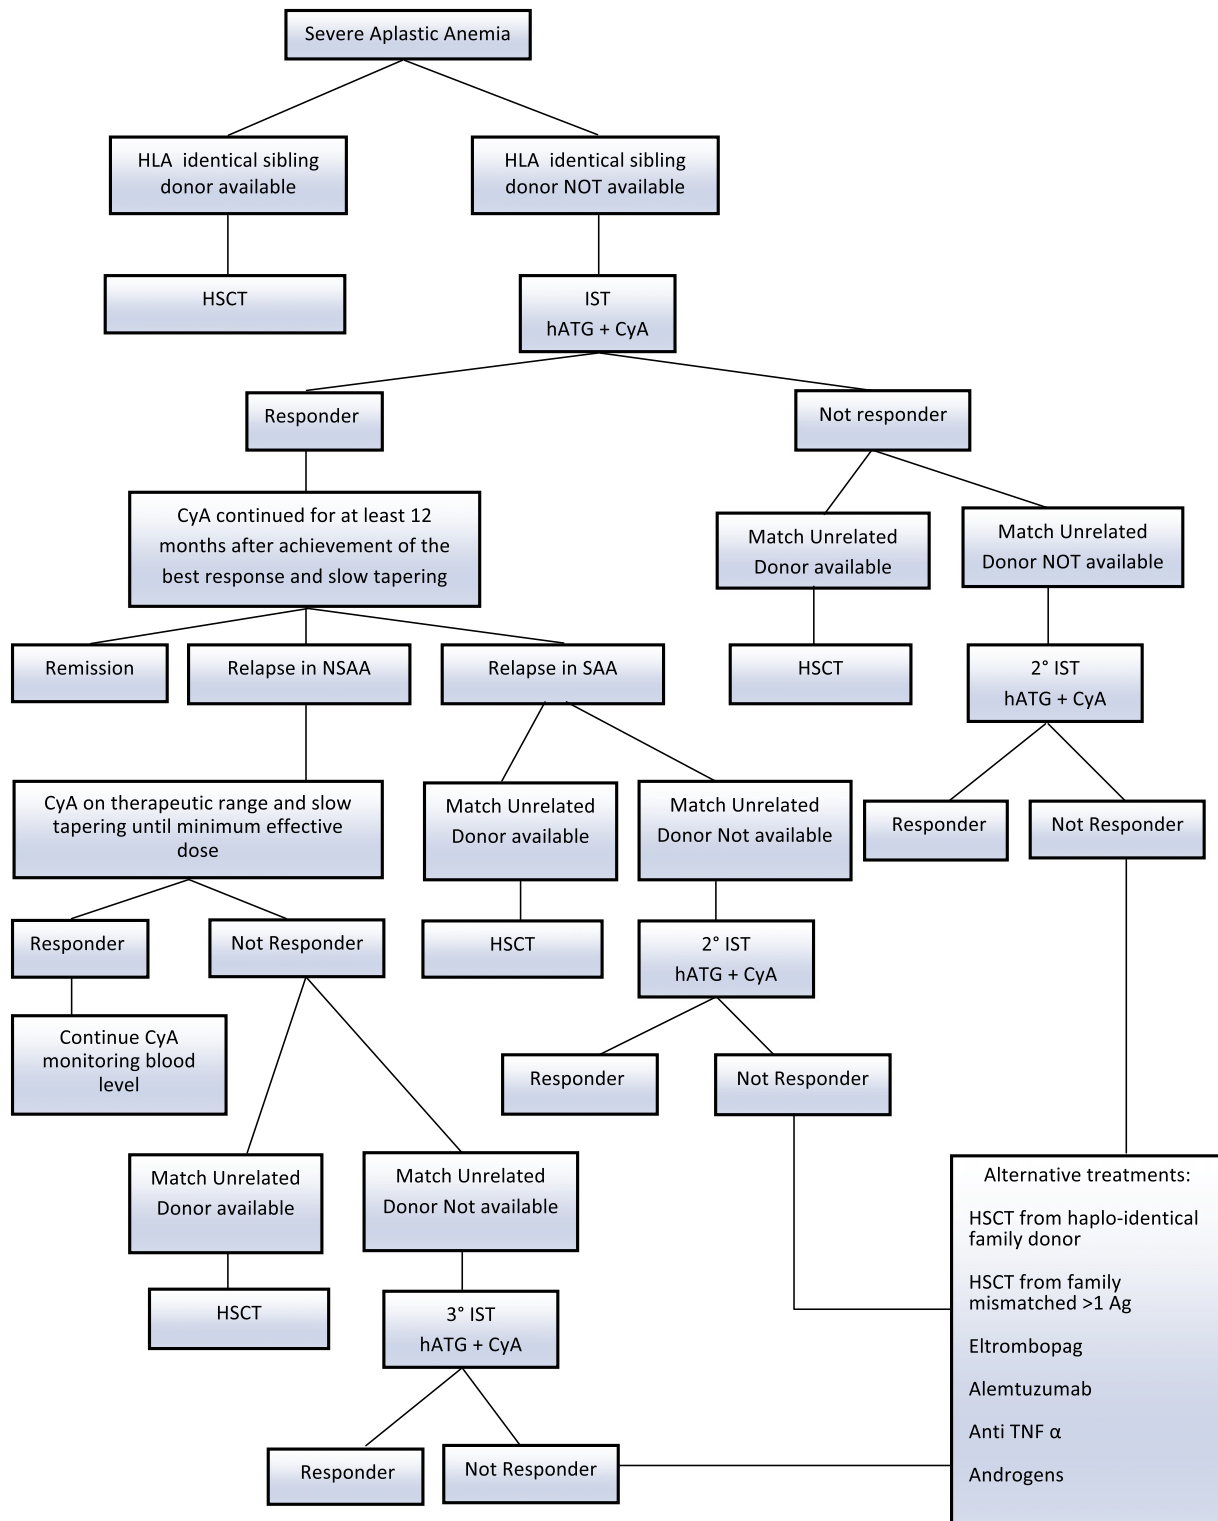 Severe Aplastic Anemia
HLA identical sibling
donor available
HLA identical sibling
donor NOT available
HSCT
IST
hATG + CyA
Responder
Not responder
CyA continued for at least 12
months after achievement of the
best response and slow tapering
Match Unrelated
Donor available
Match Unrelated
Donor NOT available
Remission
Relapse in NSAA
Relapse in SAA
HSCT
2° IST
hATG + CyA
CyA on therapeutic range and slow
tapering until minimum effective
dose
Match Unrelated
Donor available
Match Unrelated
Donor Not available
Responder
Not Responder
Responder
Not Responder
HSCT
2° IST
hATG + CyA
Continue CyA
monitoring blood
level
Responder
Not Responder
Match Unrelated
Donor available
Match Unrelated
Donor Not available
Alternative treatments:
HSCT from haplo-identical
family donor
HSCT from family
mismatched >1 Ag
Eltrombopag
Alemtuzumab
Anti TNF α
Androgens
HSCT
3° IST
hATG + CyA
Responder
Not Responder